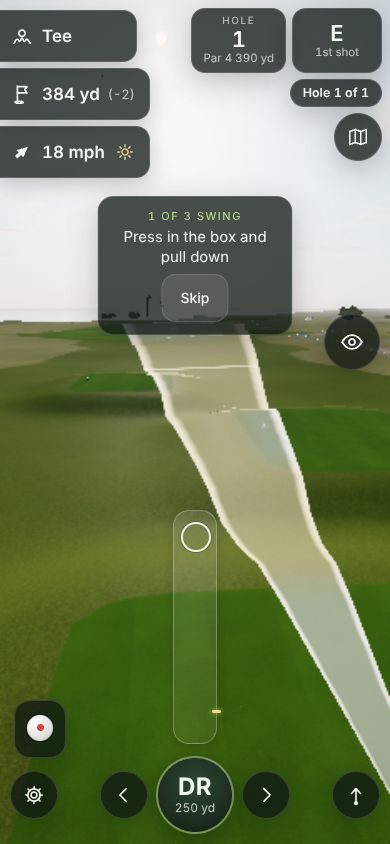 Tee
HOLE
1
Par 4 390 yd
E
1st shot
384 yd (-2)
Hole 1 of 1
18 mph
1 OF 3 SWING
Press in the box and
pull down
Skip
DR
250 yd